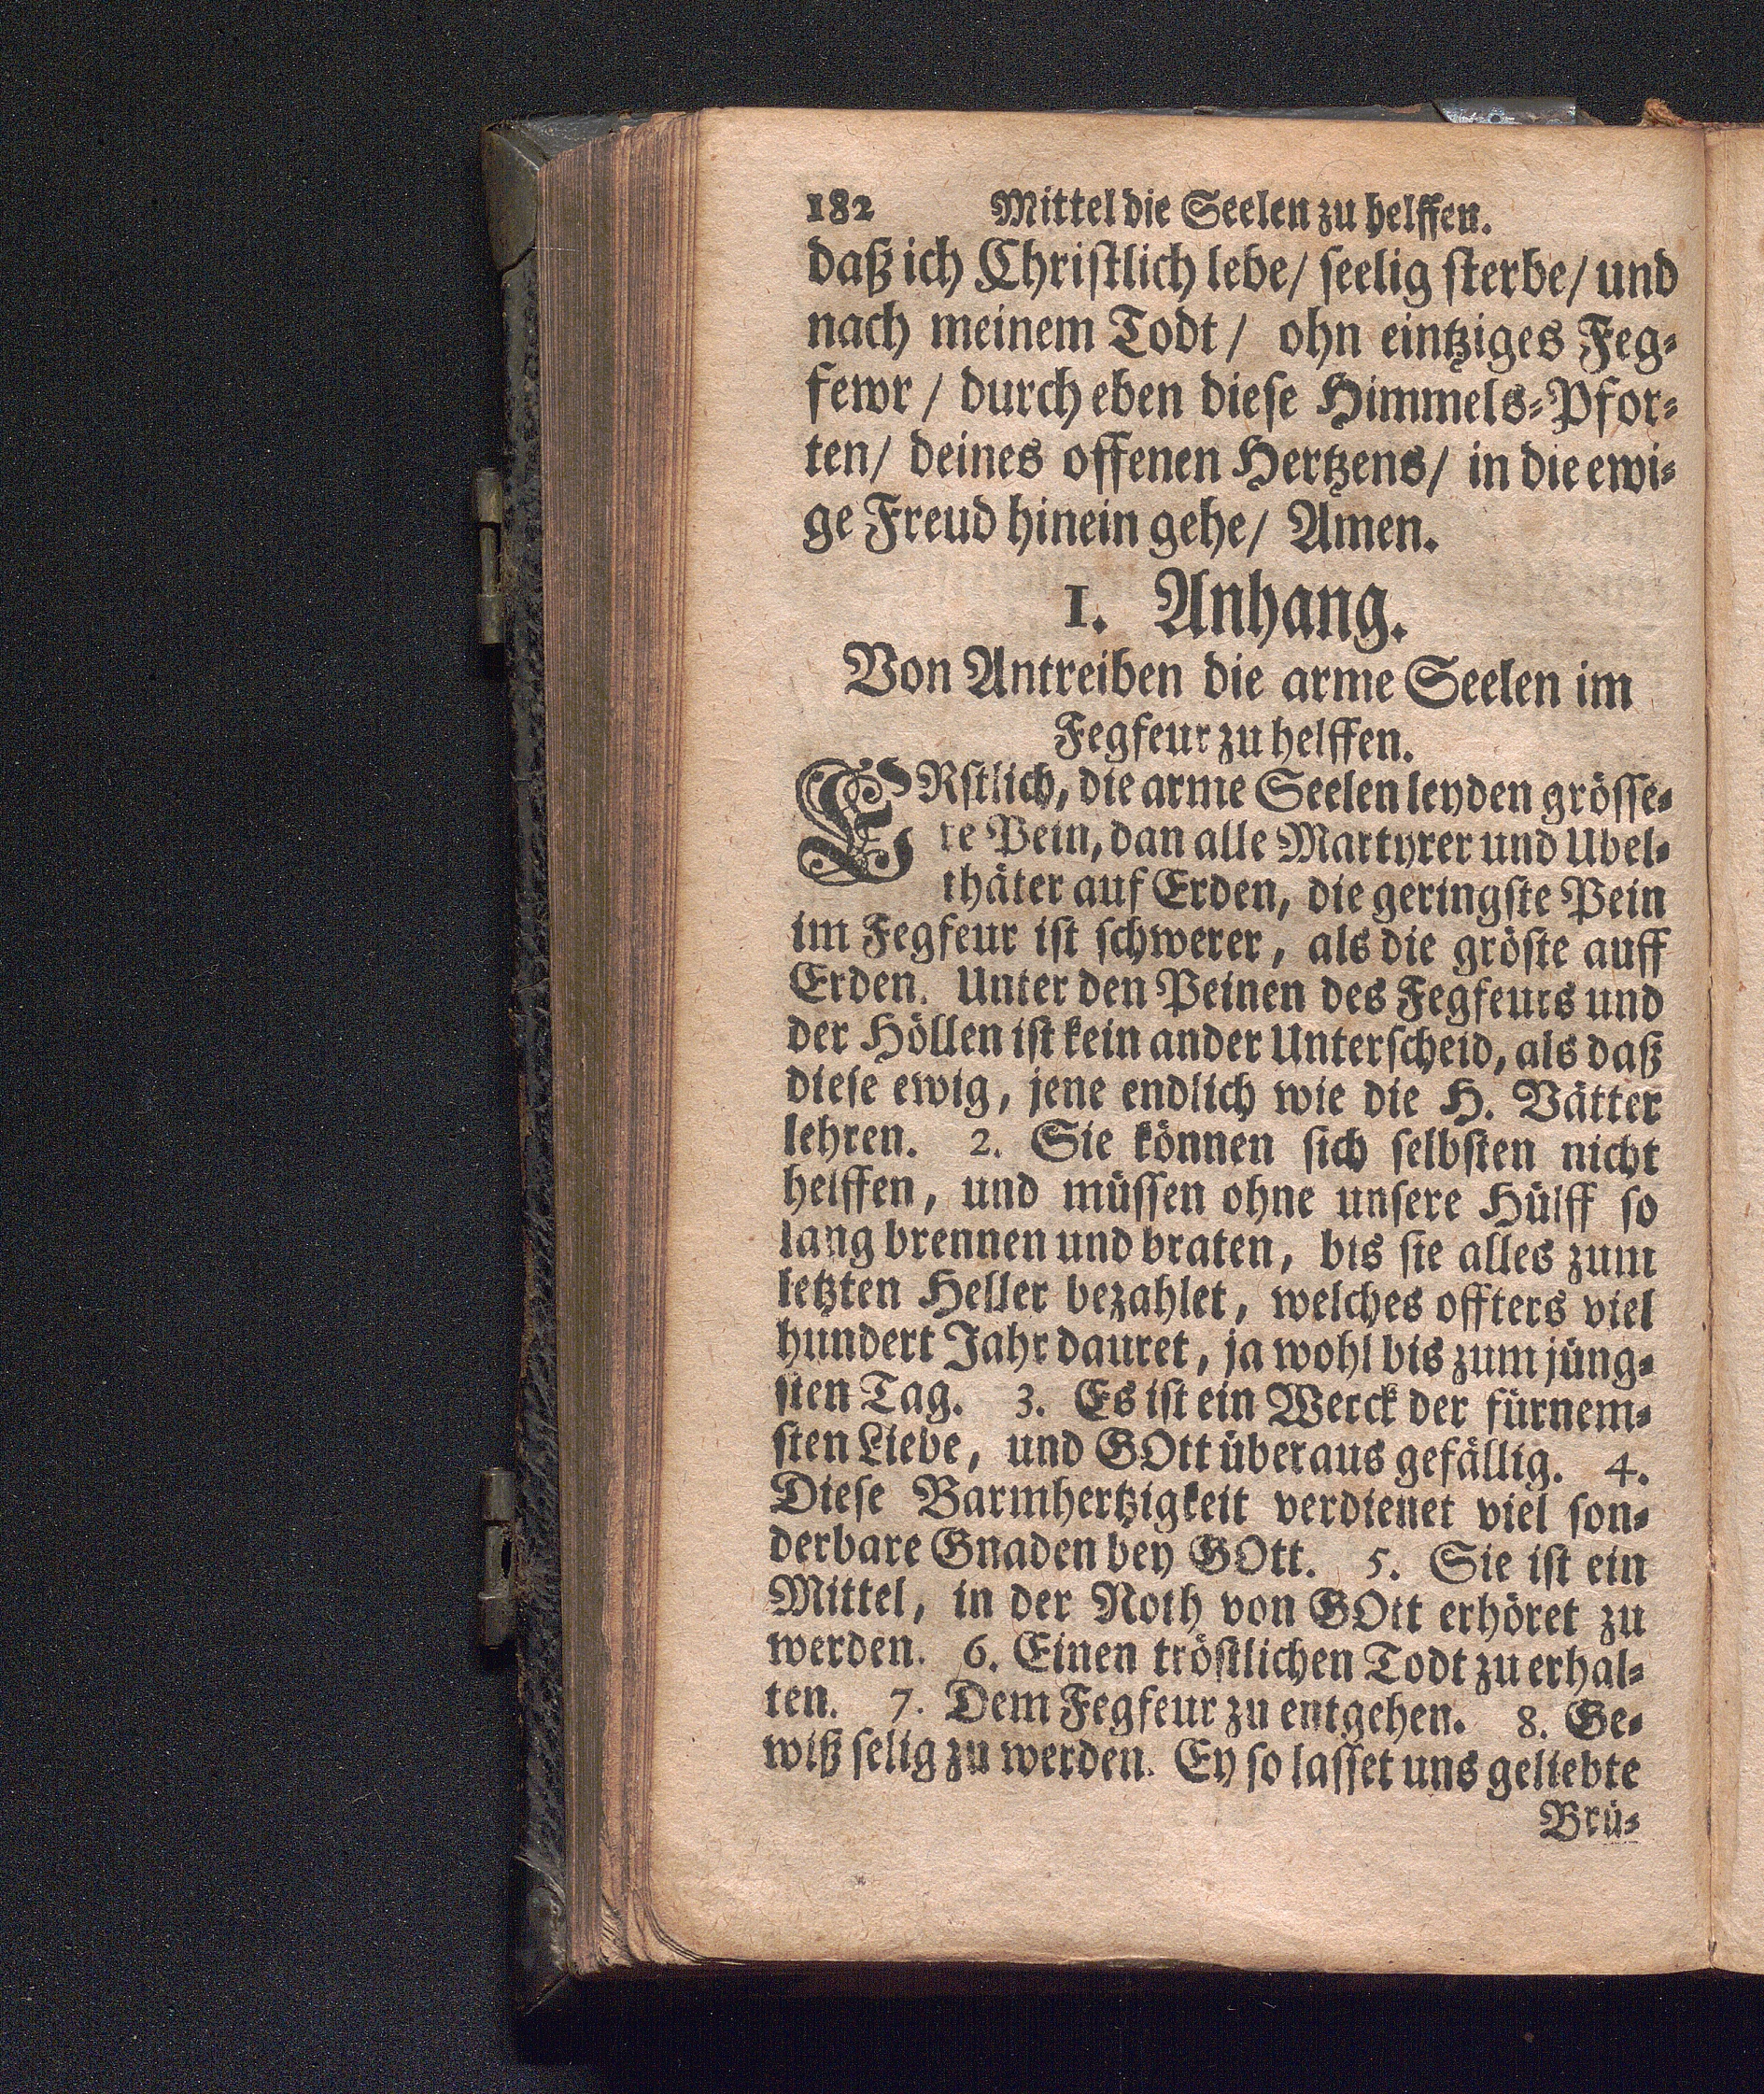 182 Mittel die Seelen zu helffen.
daß ich Christlich lebe/ seelig sterbe/ und
nach meinem Todt/ ohn eintziges Feg-
fewr/ durch eben diese Himmels-Pfor-
ten/ deines offenen Hertzens/ in die ewi-
ge Freud hinein gehe/ Amen.
I. Anhang.
Von Antreiben die arme Seelen im
Fegfeur zu helffen.
ERstlich, die arme Seelen leyden grösse-
re Pein, dan alle Martyrer und Ubel-
thäter auf Erden, die geringste Pein
im Fegfeur ist schwerer, als die gröste auff
Erden. Unter den Peinen des Fegfeurs und
der Höllen ist kein ander Unterscheid, als daß
diese ewig, jene endlich wie die H. Vätter
lehren. 2. Sie können sich selbsten nicht
helffen, und müssen ohne unsere Hülff so
lang brennen und braten, bis sie alles zum
letzten Heller bezahlet, welches offters viel
hundert Jahr dauret, ja wohl bis zum jüng-
sten Tag. 3. Es ist ein Werck der fürnem-
sten Liebe, und GOtt überaus gefällig. 4.
Diese Barmhertzigkeit verdienet viel son-
derbare Gnaden bey GOtt. 5. Sie ist ein
Mittel, in der Noth von GOtt erhöret zu
werden. 6. Einen tröstlichen Todt zu erhal-
ten. 7. Dem Fegfeur zu entgehen. 8. Ge-
wiß selig zu werden. Ey so lasset uns geliebte
Brü-